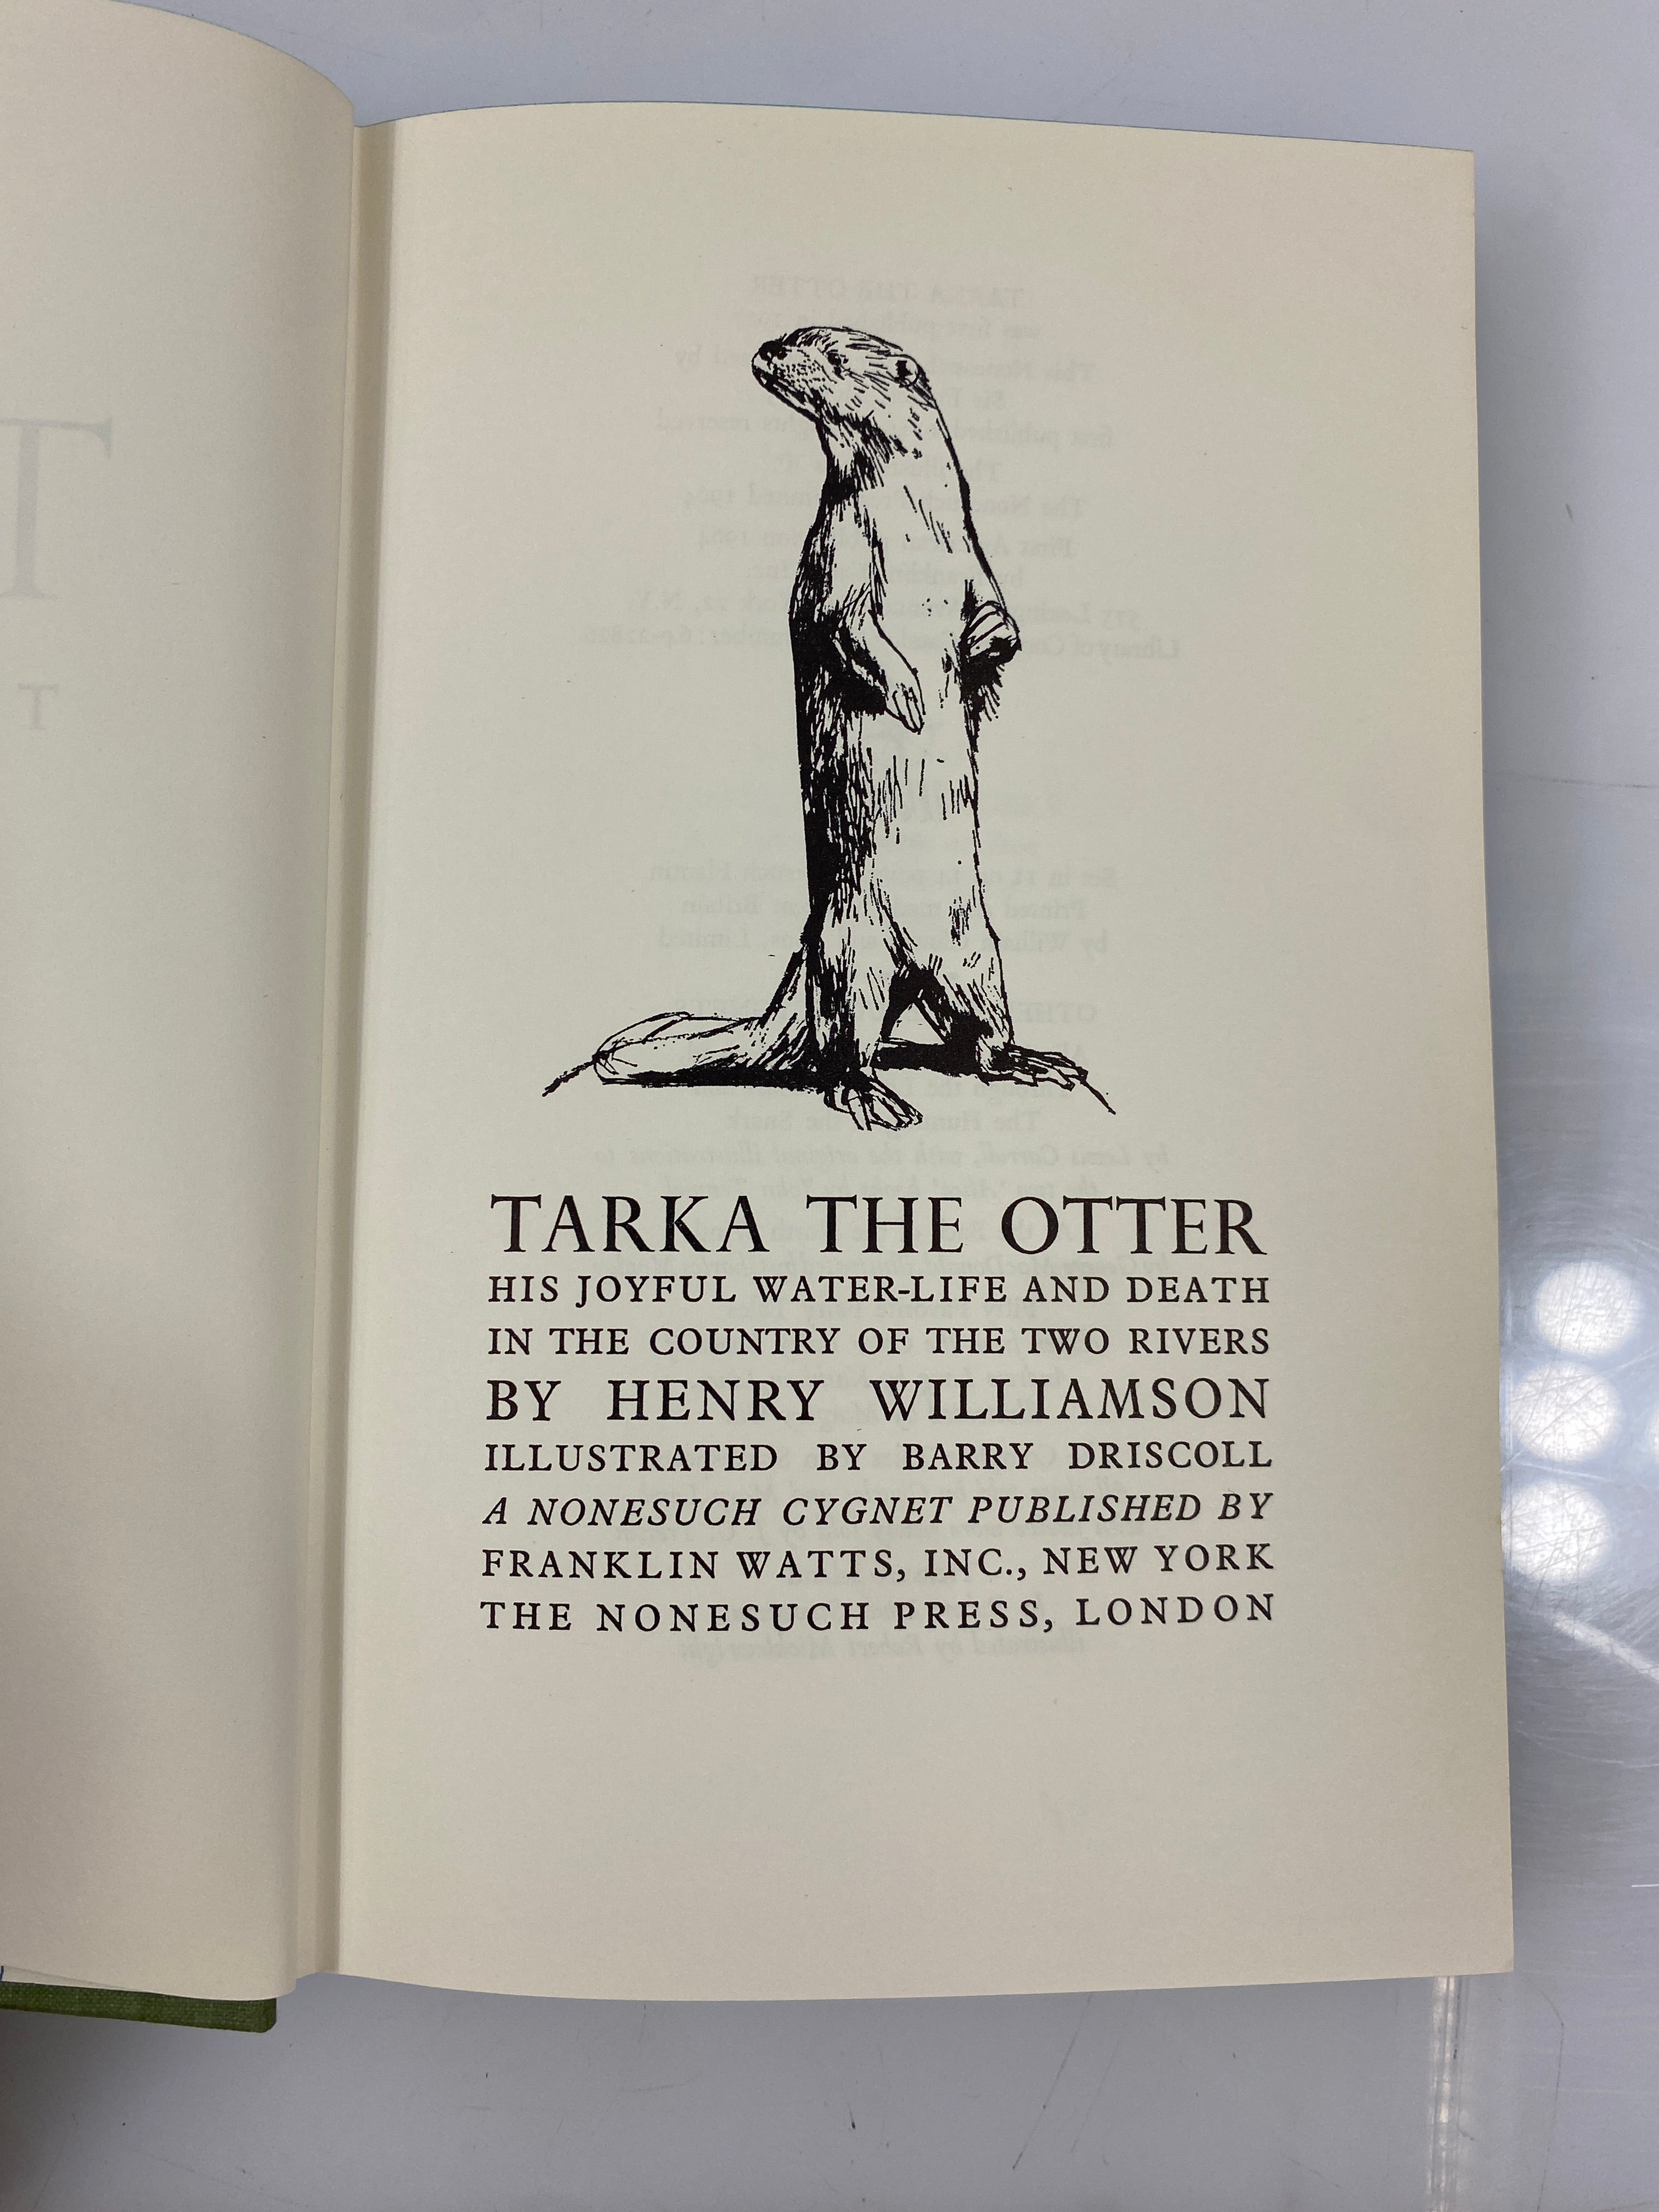 TARKA THE OTTER
HIS JOYFUL WATER-LIFE AND DEATH
IN THE COUNTRY OF THE TWO RIVERS
BY HENRY WILLIAMSON
ILLUSTRATED BY BARRY DRISCOLL
A NONESUCH CYGNET PUBLISHED BY
FRANKLIN WATTS, INC., NEW YORK
THE NONESUCH PRESS, LONDON